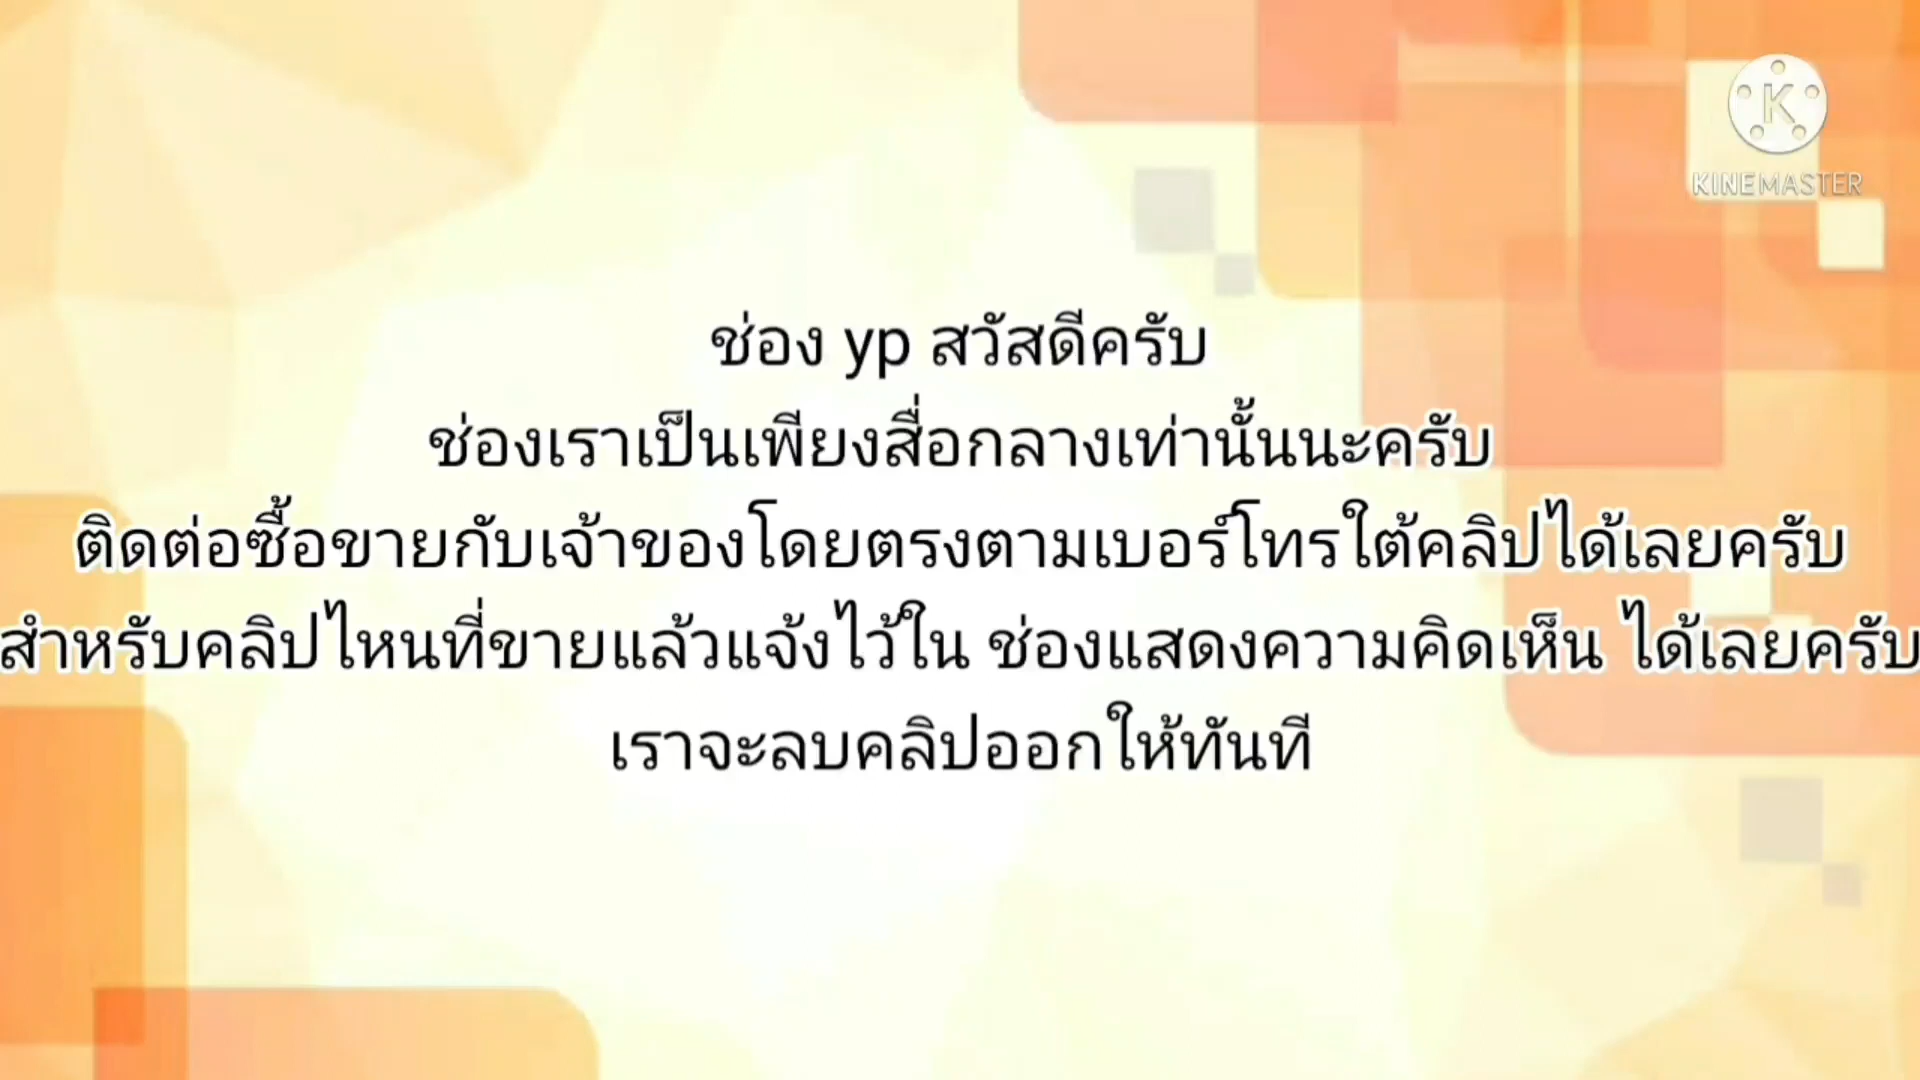 KINEMASTER
ช่อง yp สวัสดีครับ
ช่องเราเป็นเพียงสื่อกลางเท่านั้นนะครับ
ติดต่อซื้อขายกับเจ้าของโดยตรงตามเบอร์โทรใต้คลิปได้เลยครับ
สำหรับคลิปไหนที่ขายแล้วแจ้งไว้ใน ช่องแสดงความคิดเห็น ได้เลยครับ
เราจะลบคลิปออกให้ทันที